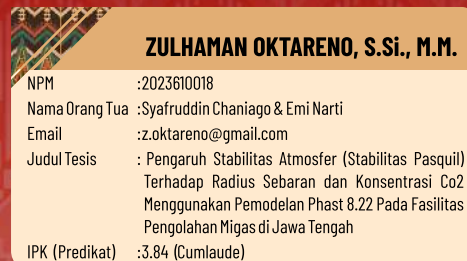 ZULHAMAN OKTARENO, S.Si., M.M.
NPM :2023610018
Nama Orang Tua :Syafruddin Chaniago & Emi Narti
Email :z.oktareno@gmail.com
Judul Tesis : Pengaruh Stabilitas Atmosfer (Stabilitas Pasquil)
Terhadap Radius Sebaran dan Konsentrasi Co2
Menggunakan Pemodelan Phast 8.22 Pada Fasilitas
Pengolahan Migas di Jawa Tengah
IPK (Predikat) :3.84 (Cumlaude)